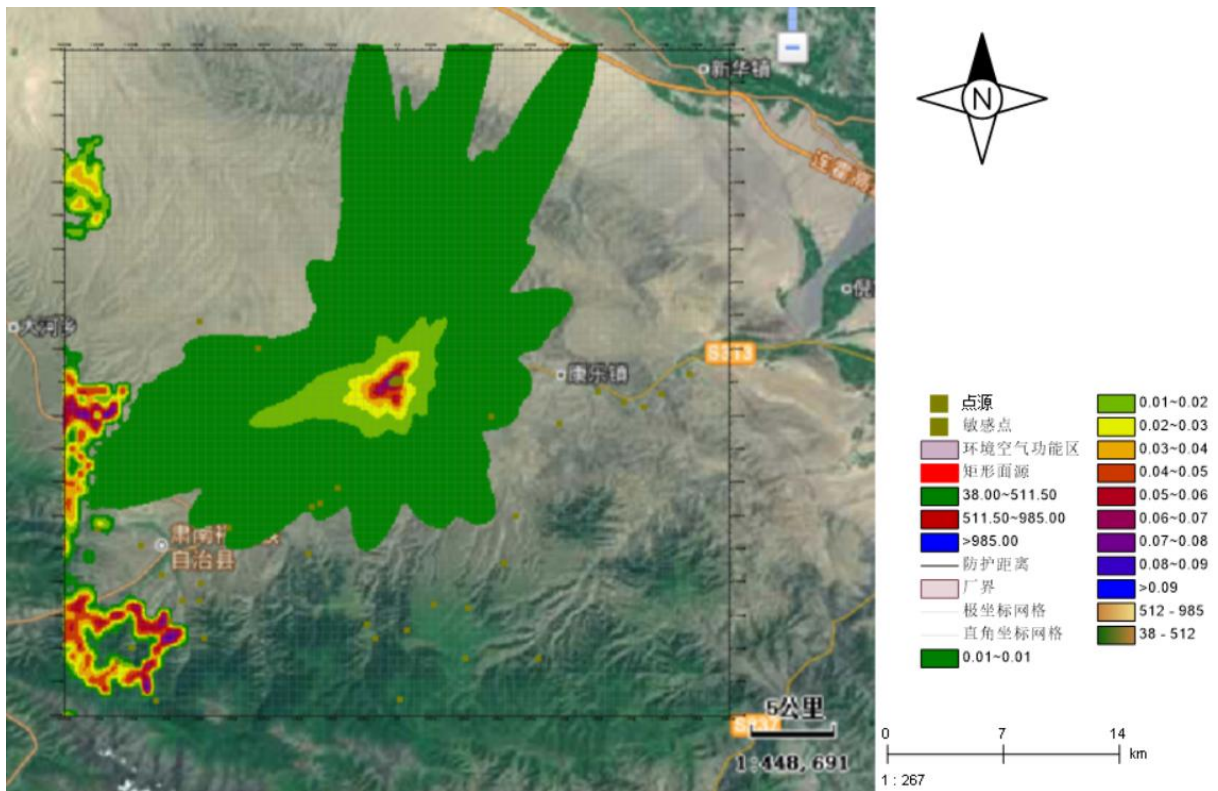 新华镇
N
连霍高
大河乡
倪
S313
康乐镇
肃南裕
自治县
5公里
1:448,691
点源
敏感点
环境空气功能区
矩形面源
38.00~511.50
511.50~985.00
>985.00
防护距离
厂界
极坐标网格
直角坐标网格
0.01~0.01
0.01~0.02
0.02~0.03
0.03~0.04
0.04~0.05
0.05~0.06
0.06~0.07
0.07~0.08
0.08~0.09
>0.09
512 - 985
38 - 512
0 7 14
km
1 : 267